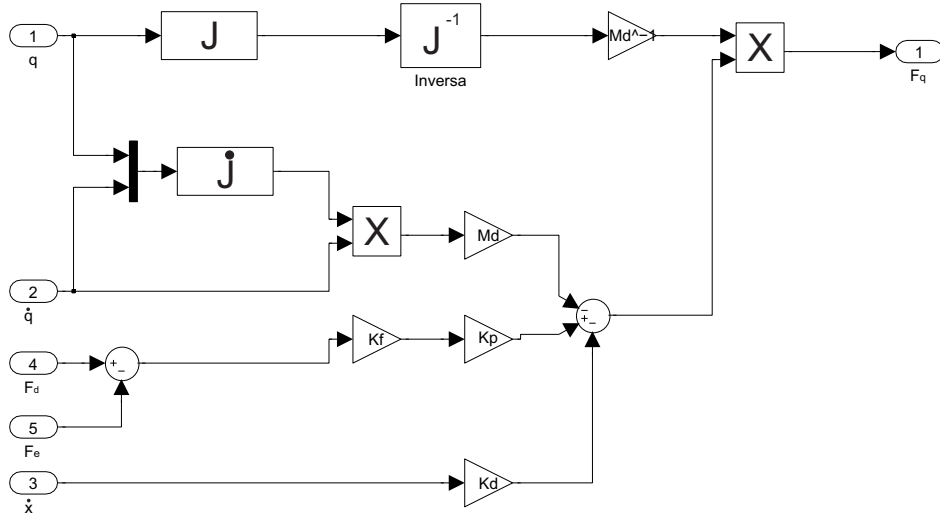 1
q
J
J-1
Inversa
Md^-1
X
1
Fq
J̇
X
Md
2
q̇
−
+−
4
Fd
+−
Kf
Kp
5
Fe
3
ẋ
Kd